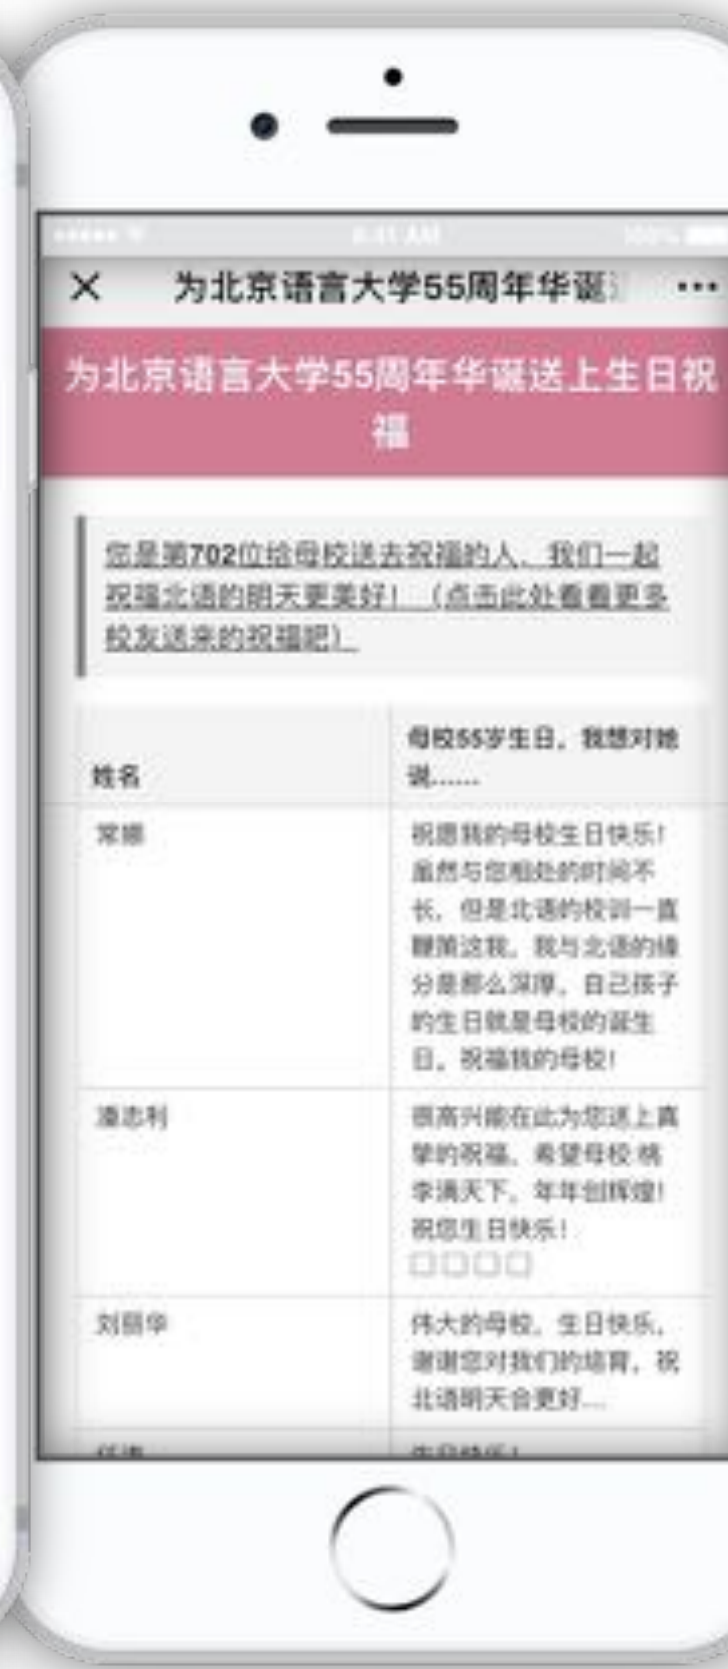 9:41 AM 100%
为北京语言大学55周年华诞
为北京语言大学55周年华诞送上生日祝
福
您是第702位给母校送去祝福的人，我们一起
祝福北语的明天更美好！（点击此处看看更多
校友送来的祝福吧）
姓名
母校55岁生日，我想对她
说……
常娜
祝愿我的母校生日快乐！
虽然与您相处的时间不
长，但是北语的校训一直
鞭策这我，我与北语的缘
分是那么深厚，自己孩子
的生日就是母校的诞生
日，祝福我的母校！
志利
很高兴能在此为您送上真
挚的祝福，希望母校 桃
李满天下，年年创辉煌！
祝您生日快乐！
□□□□
刘丽华
伟大的母校，生日快乐，
谢谢您对我们的培育，祝
北语明天会更好...
生日快乐！